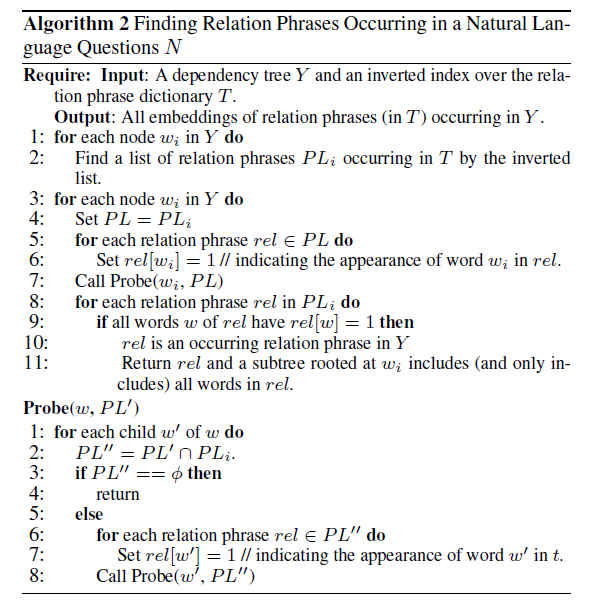 Algorithm 2 Finding Relation Phrases Occurring in a Natural Lan-
guage Questions N
Require: Input: A dependency tree Y and an inverted index over the rela-
tion phrase dictionary T.
Output: All embeddings of relation phrases (in T) occurring in Y.
1: for each node w_i in Y do
2: Find a list of relation phrases PL_i occurring in T by the inverted
list.
3: for each node w_i in Y do
4: Set PL = PL_i
5: for each relation phrase rel ∈ PL do
6: Set rel[w_i] = 1 // indicating the appearance of word w_i in rel.
7: Call Probe(w_i, PL)
8: for each relation phrase rel in PL_i do
9: if all words w of rel have rel[w] = 1 then
10: rel is an occurring relation phrase in Y
11: Return rel and a subtree rooted at w_i includes (and only in-
cludes) all words in rel.
Probe(w, PL′)
1: for each child w′ of w do
2: PL″ = PL′ ∩ PL_i.
3: if PL″ == ϕ then
4: return
5: else
6: for each relation phrase rel ∈ PL″ do
7: Set rel[w′] = 1 // indicating the appearance of word w′ in t.
8: Call Probe(w′, PL″)